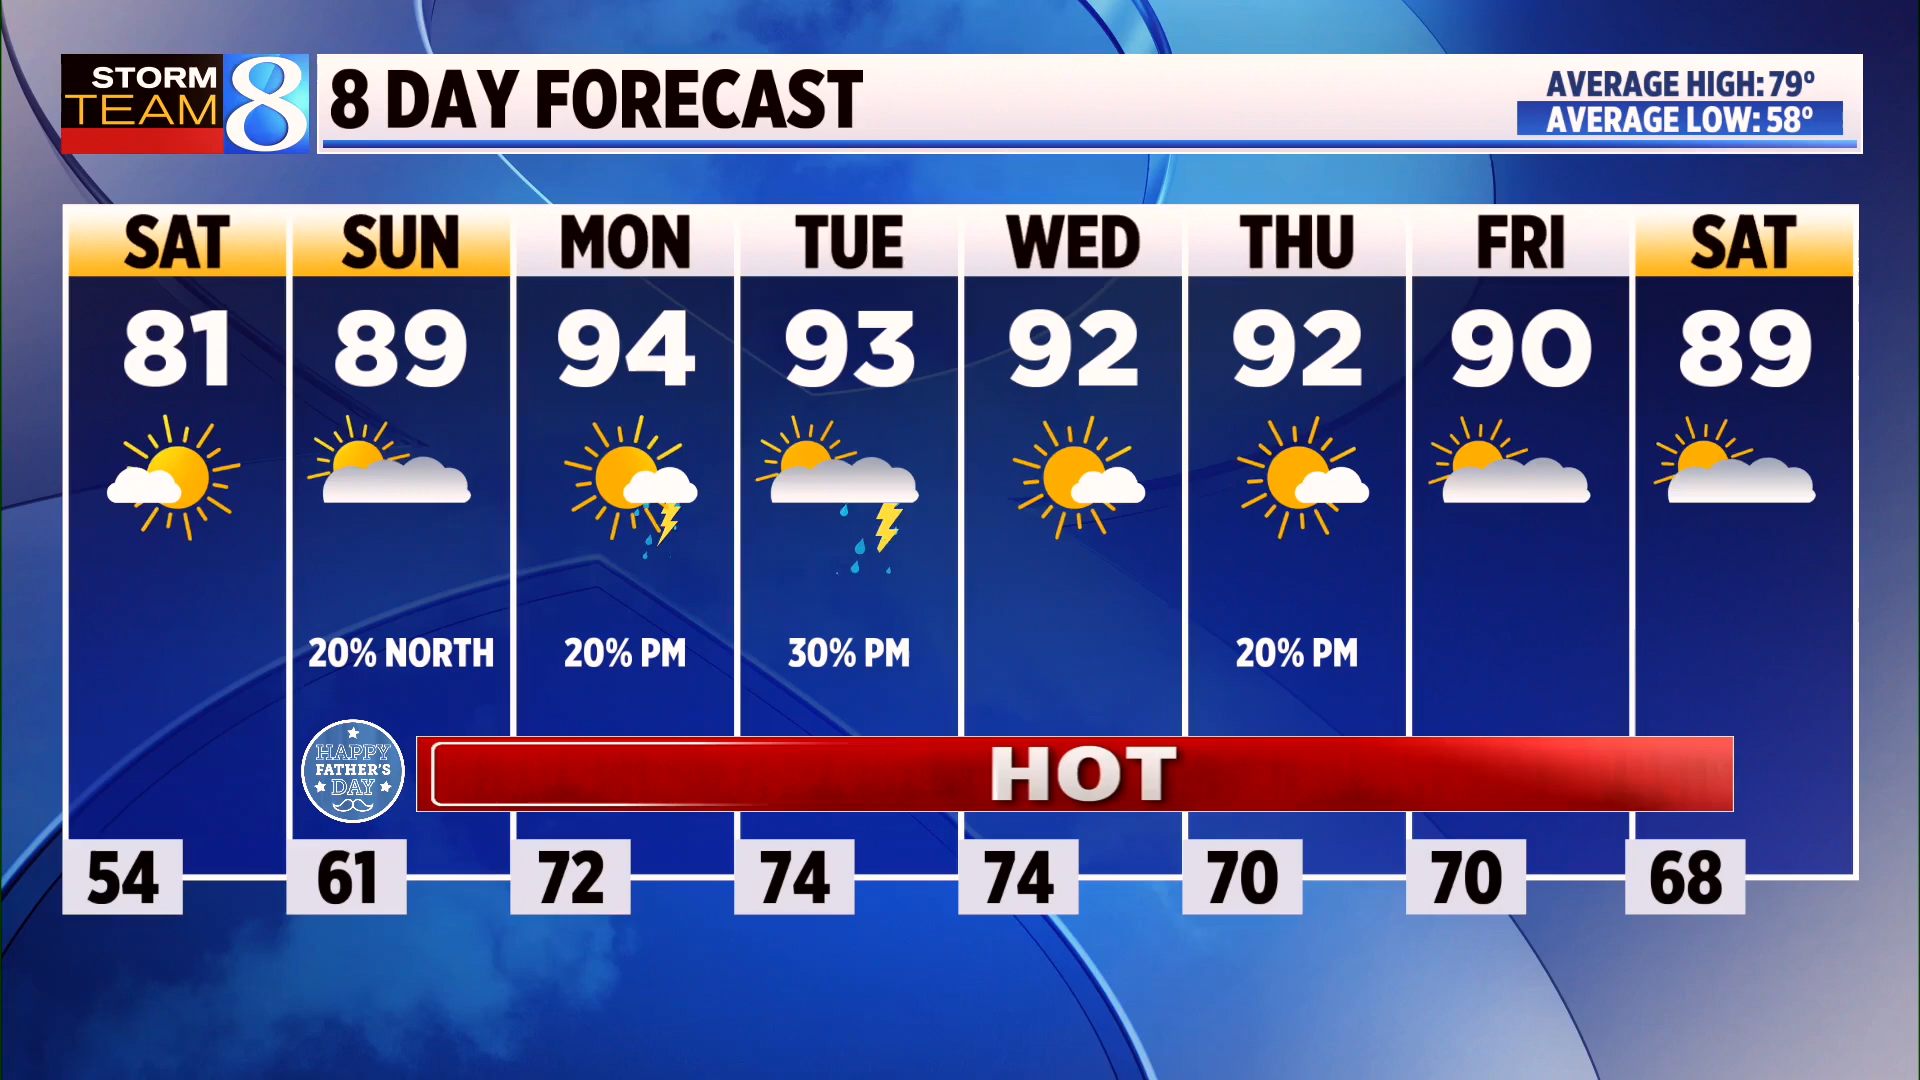 STORM
TEAM
8
8 DAY FORECAST
AVERAGE HIGH: 79º
AVERAGE LOW: 58º
SAT SUN MON TUE WED THU FRI SAT
81 89 94 93 92 92 90 89
20% NORTH 20% PM 30% PM 20% PM
HAPPY
FATHER'S
DAY
HOT
54 61 72 74 74 70 70 68